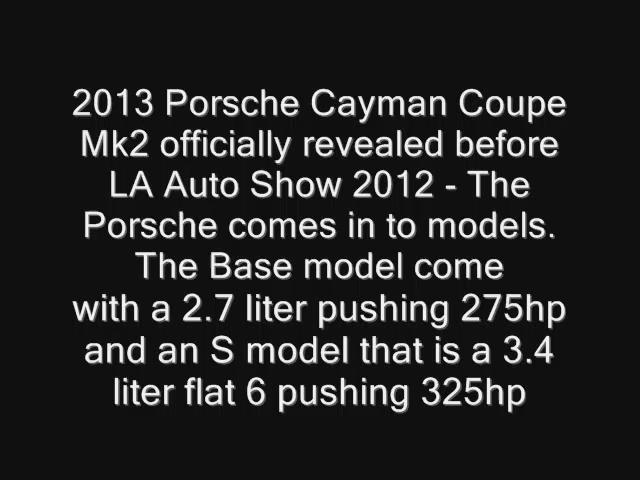 2013 Porsche Cayman Coupe
Mk2 officially revealed before
LA Auto Show 2012 - The
Porsche comes in to models.
The Base model come
with a 2.7 liter pushing 275hp
and an S model that is a 3.4
liter flat 6 pushing 325hp